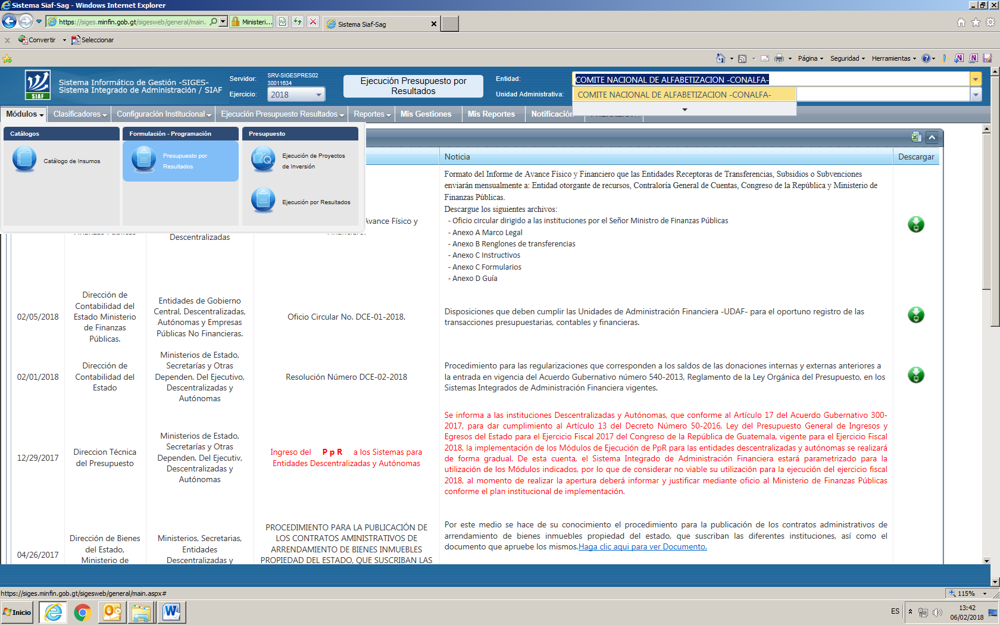 Sistema Siaf-Sag - Windows Internet Explorer
https://siges.minfin.gob.gt/sigesweb/general/main.
Ministeri...
Sistema Siaf-Sag
Convertir
Seleccionar
Página
Seguridad
Herramientas
SIAF
Sistema Informático de Gestión -SIGES-
Sistema Integrado de Administración / SIAF
Servidor:
SRV-SIGESPRES02
30011634
Ejercicio:
2018
Ejecución Presupuesto por
Resultados
Entidad:
COMITE NACIONAL DE ALFABETIZACION -CONALFA-
Unidad Administrativa:
COMITE NACIONAL DE ALFABETIZACION -CONALFA-
Módulos
Clasificadores
Configuración Institucional
Ejecución Presupuesto Resultados
Reportes
Mis Gestiones
Mis Reportes
Notificación
Catálogos
Catálogo de Insumos
Formulación - Programación
Presupuesto por
Resultados
Presupuesto
Ejecución de Proyectos
de Inversión
Ejecución por Resultados
Noticia
Descargar
Descentralizadas
Avance Físico y
Formato del Informe de Avance Físico y Financiero que las Entidades Receptoras de Transferencias, Subsidios o Subvenciones
enviarán mensualmente a: Entidad otorgante de recursos, Contraloría General de Cuentas, Congreso de la República y Ministerio de
Finanzas Públicas.
Descargue los siguientes archivos:
- Oficio circular dirigido a las instituciones por el Señor Ministro de Finanzas Públicas
- Anexo A Marco Legal
- Anexo B Renglones de transferencias
- Anexo C Instructivos
- Anexo C Formularios
- Anexo D Guía
02/05/2018
Dirección de
Contabilidad del
Estado Ministerio
de Finanzas
Públicas.
Entidades de Gobierno
Central, Descentralizadas,
Autónomas y Empresas
Públicas No Financieras.
Oficio Circular No. DCE-01-2018.
Disposiciones que deben cumplir las Unidades de Administración Financiera -UDAF- para el oportuno registro de las
transacciones presupuestarias, contables y financieras.
02/01/2018
Dirección de
Contabilidad del
Estado
Ministerios de Estado,
Secretarías y Otras
Dependen. Del Ejecutivo,
Descentralizadas y
Autónomas
Resolución Número DCE-02-2018
Procedimiento para las regularizaciones que corresponden a los saldos de las donaciones internas y externas anteriores a
la entrada en vigencia del Acuerdo Gubernativo número 540-2013, Reglamento de la Ley Orgánica del Presupuesto, en los
Sistemas Integrados de Administración Financiera vigentes.
12/29/2017
Direccion Técnica
del Presupuesto
Ministerios de Estado,
Secretarías y Otras
Dependen. Del Ejecutiv,
Descentralizadas y
Autónomas
Ingreso del P p R a los Sistemas para
Entidades Descentralizadas y Autónomas
Se informa a las instituciones Descentralizadas y Autónomas, que conforme al Artículo 17 del Acuerdo Gubernativo 300-
2017, para dar cumplimiento al Artículo 13 del Decreto Número 50-2016, Ley del Presupuesto General de Ingresos y
Egresos del Estado para el Ejercicio Fiscal 2017 del Congreso de la República de Guatemala, vigente para el Ejercicio Fiscal
2018, la implementación de los Módulos de Ejecución de PpR para las entidades descentralizadas y autónomas se realizará
de forma gradual. De esta cuenta, el Sistema Integrado de Administración Financiera estará parametrizado para la
utilización de los Módulos indicados, por lo que de considerar no viable su utilización para la ejecución del ejercicio fiscal
2018, al momento de realizar la apertura deberá informar y justificar mediante oficio al Ministerio de Finanzas Públicas
conforme el plan institucional de implementación.
04/26/2017
Dirección de Bienes
del Estado,
Ministerio de
Ministerios, Secretarias,
Entidades
Descentralizadas y
PROCEDIMIENTO PARA LA PUBLICACIÓN DE
LOS CONTRATOS AMINISTRATIVOS DE
ARRENDAMIENTO DE BIENES INMUEBLES
PROPIEDAD DEL ESTADO, QUE SUSCRIBAN LAS
Por este medio se hace de su conocimiento el procedimiento para la publicación de los contratos administrativos de
arrendamiento de bienes inmuebles propiedad del estado, que suscriban las diferentes instituciones, así como el
documento que apruebe los mismos.Haga clic aqui para ver Documento.
https://siges.minfin.gob.gt/sigesweb/general/main.aspx#
115%
Inicio
ES
13:42
06/02/2018